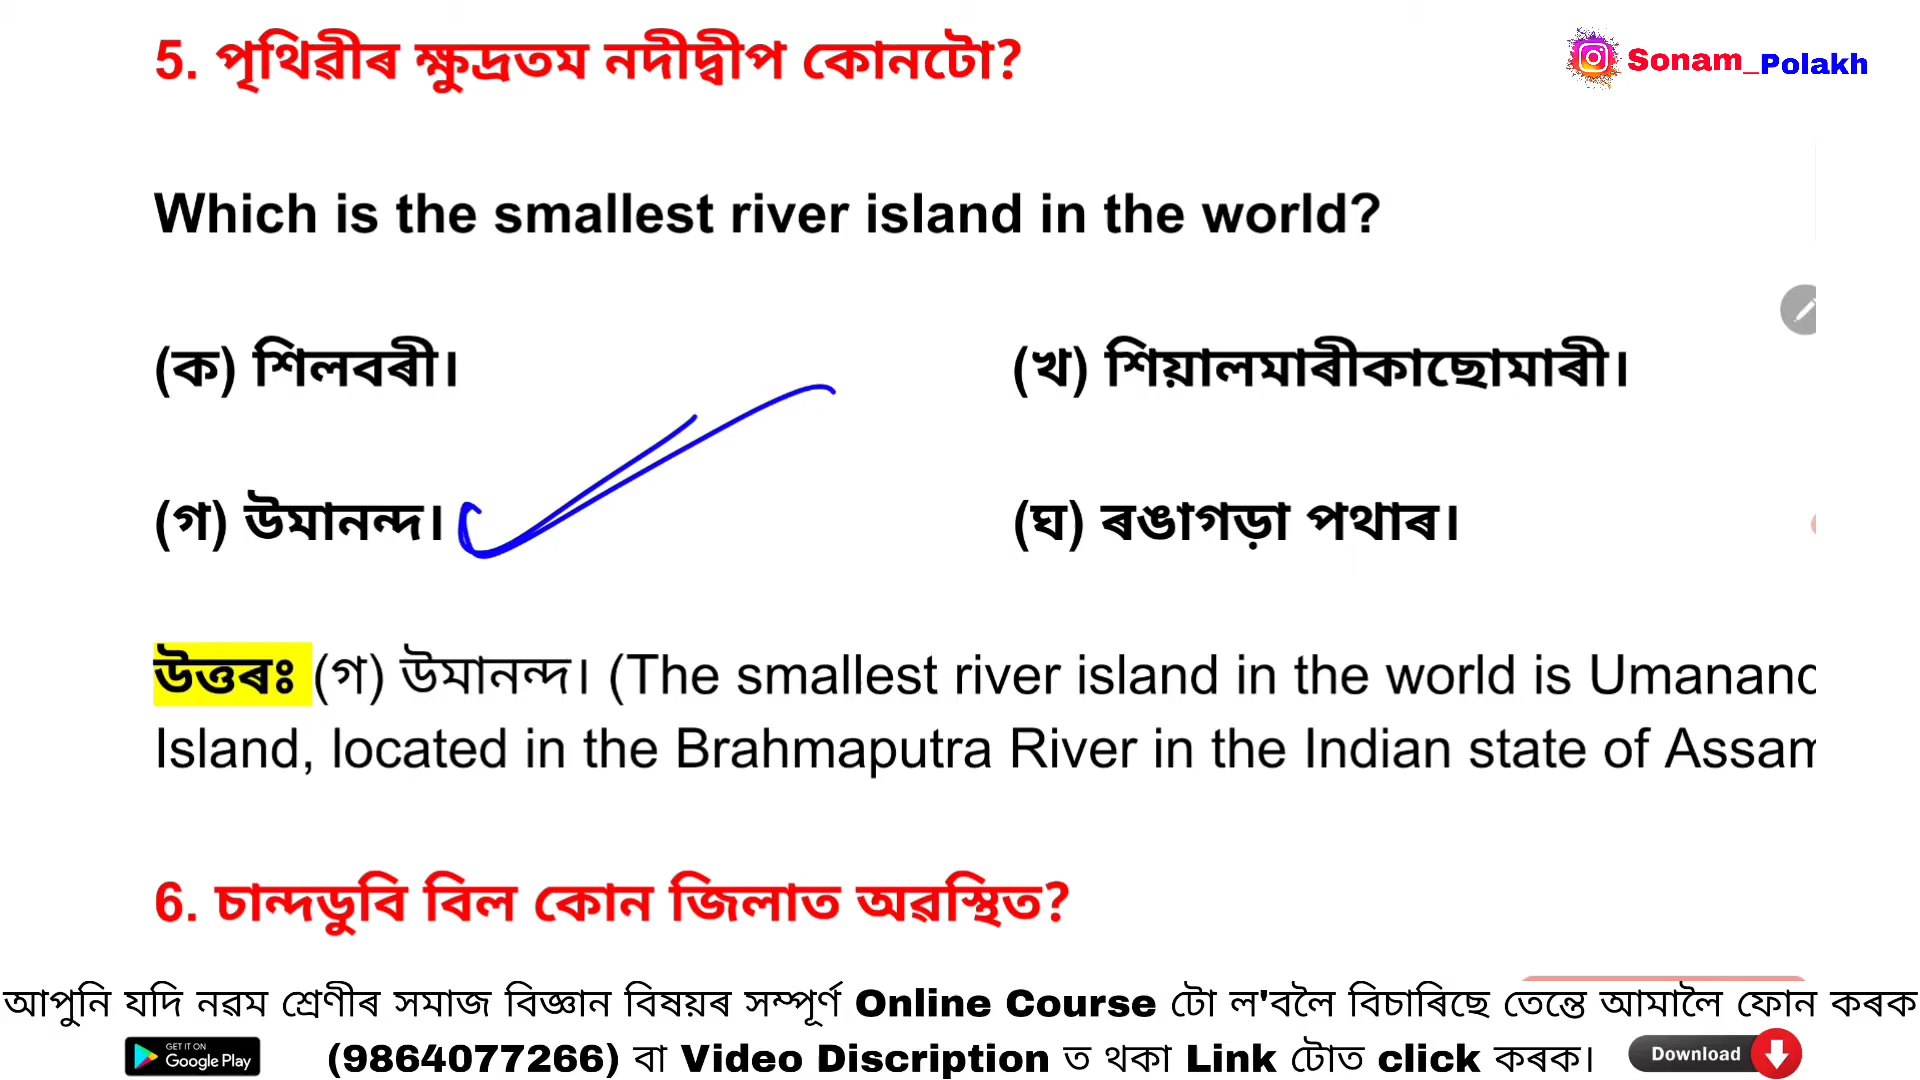 5. পৃথিৱীৰ ক্ষুদ্ৰতম নদীদ্বীপ কোনটো?
Sonam_Polakh
Which is the smallest river island in the world?
(ক) শিলবৰী। (খ) শিয়ালমাৰীকাছোমাৰী।
(গ) উমানন্দ। (ঘ) ৰঙাগড়া পথাৰ।
উত্তৰঃ (গ) উমানন্দ। (The smallest river island in the world is Umanand
Island, located in the Brahmaputra River in the Indian state of Assam
6. চান্দডুবি বিল কোন জিলাত অৱস্থিত?
আপুনি যদি নৱম শ্ৰেণীৰ সমাজ বিজ্ঞান বিষয়ৰ সম্পূৰ্ণ Online Course টো ল'বলৈ বিচাৰিছে তেন্তে আমালৈ ফোন কৰক
GET IT ON
Google Play
(9864077266) বা Video Discription ত থকা Link টোত click কৰক।
Download